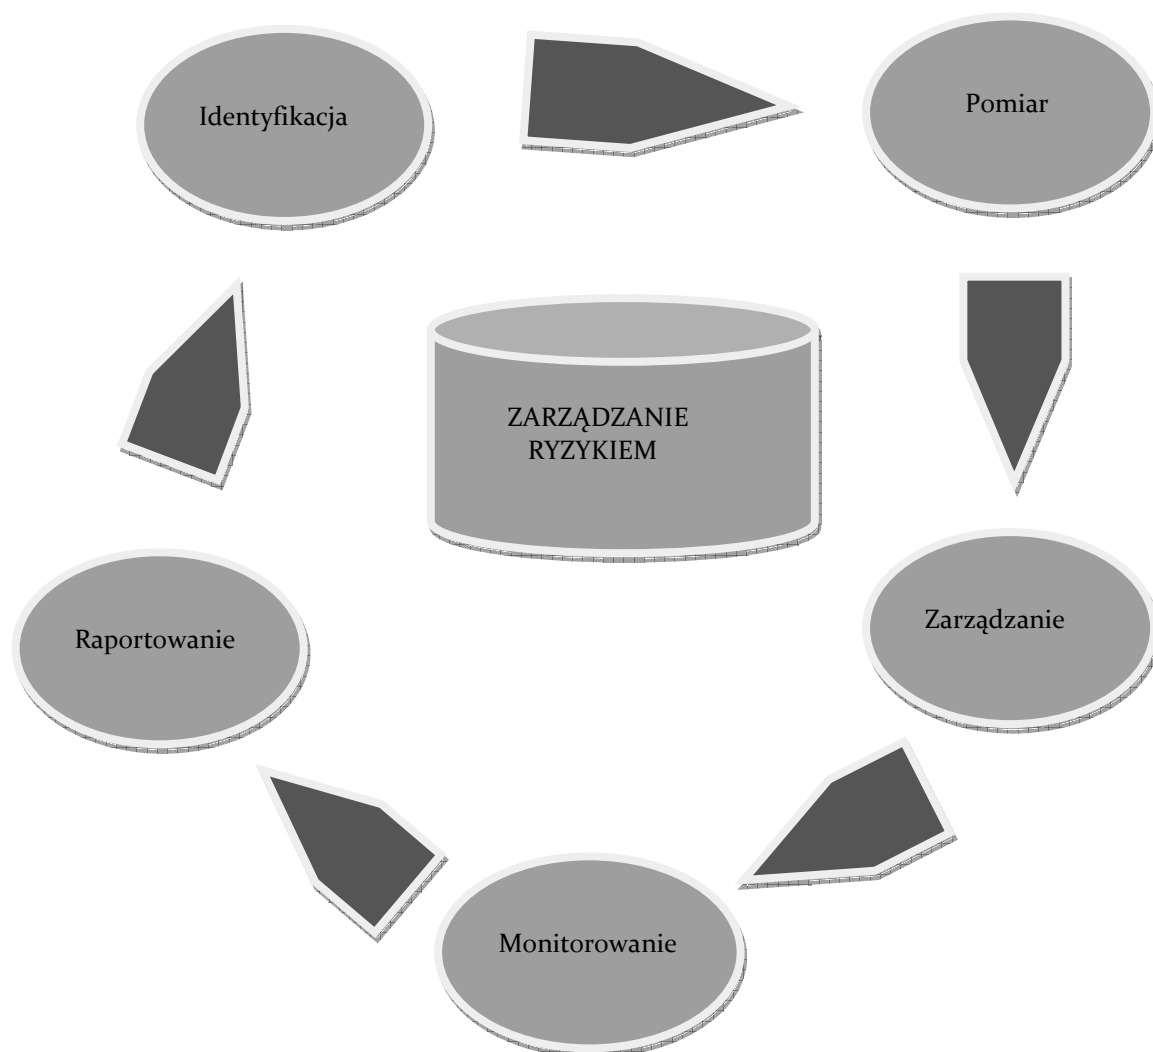 Identyfikacja
Pomiar
ZARZĄDZANIE
RYZYKIEM
Zarządzanie
Raportowanie
Monitorowanie